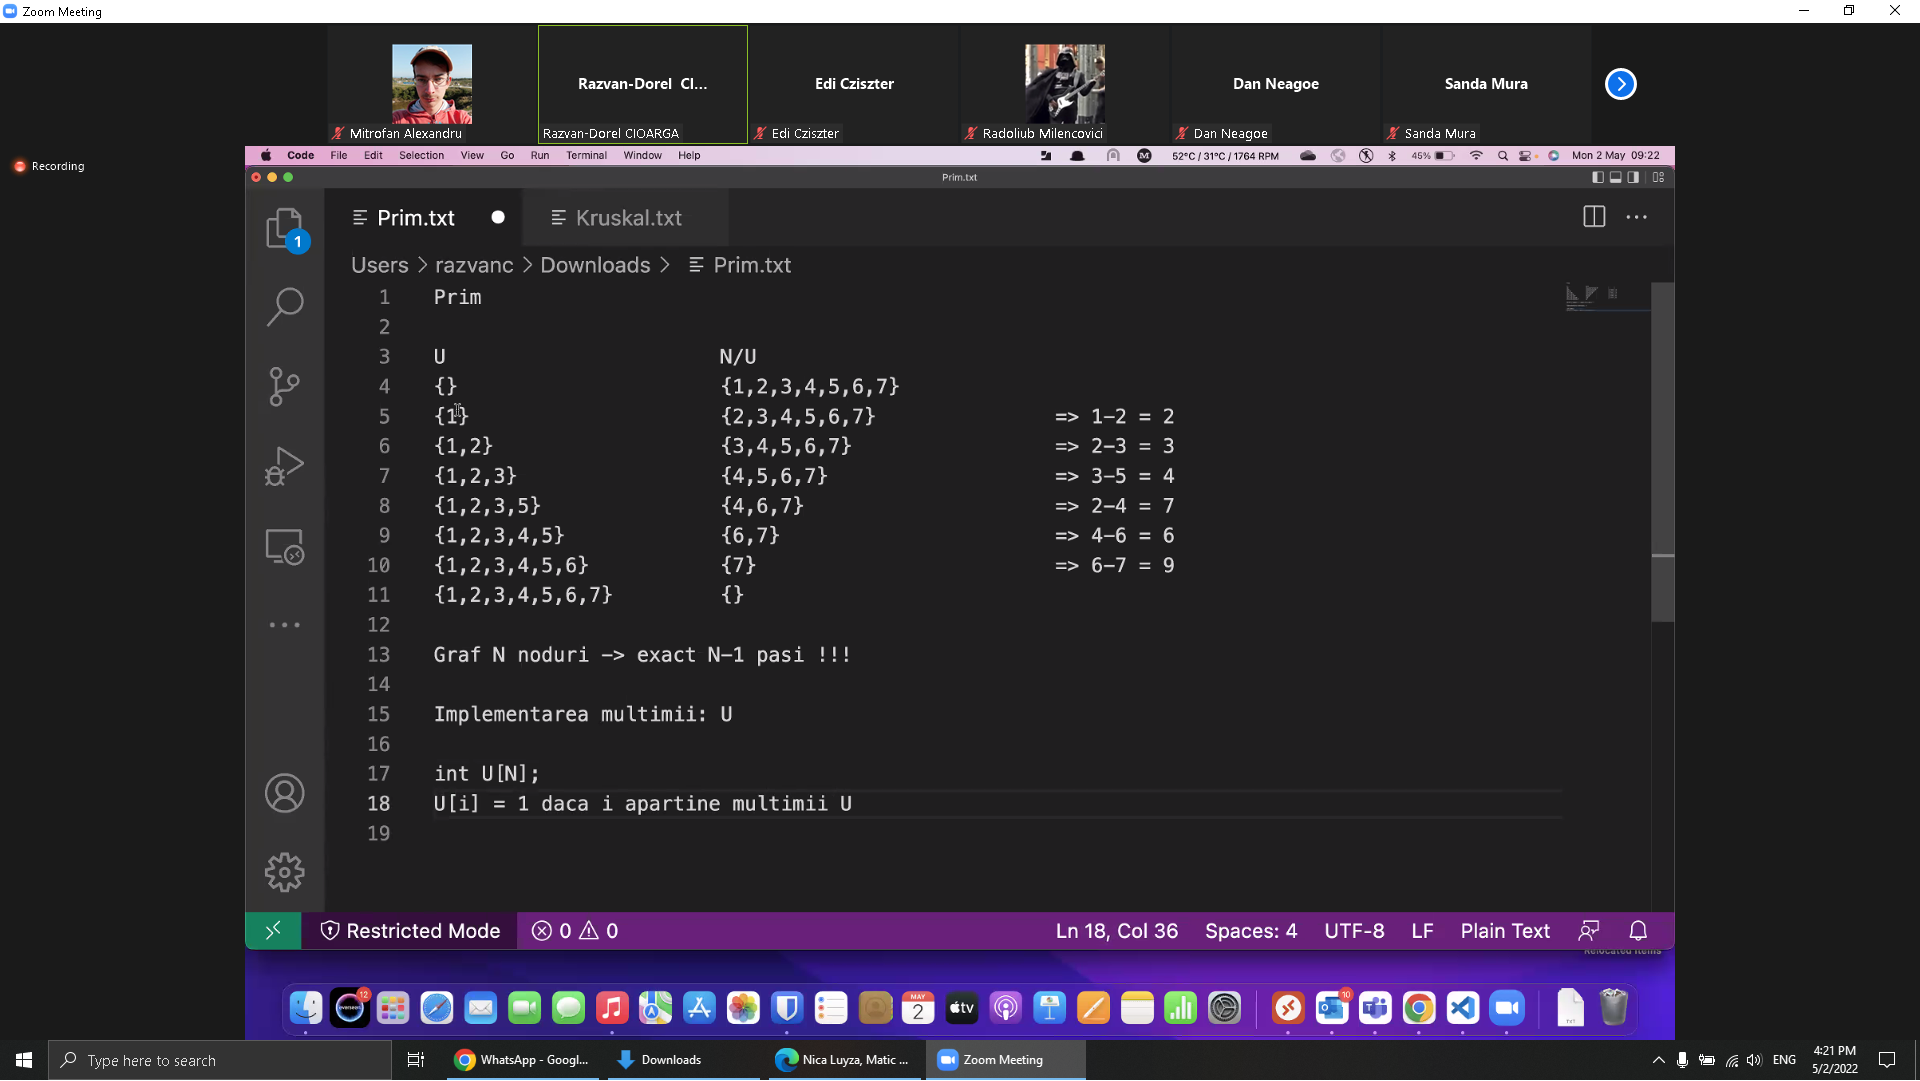 Zoom Meeting
Razvan-Dorel Cl...
Edi Cziszter
Dan Neagoe
Sanda Mura
Mitrofan Alexandru
Razvan-Dorel CIOARGA
Edi Cziszter
Radoliub Milencovici
Dan Neagoe
Sanda Mura
Recording
Code File Edit Selection View Go Run Terminal Window Help 52°C / 31°C / 1764 RPM 45% Mon 2 May 09:22
Prim.txt
Prim.txt Kruskal.txt
1
Users > razvanc > Downloads > Prim.txt
1 Prim
2
3 U N/U
4 {} {1,2,3,4,5,6,7}
5 {1} {2,3,4,5,6,7} => 1-2 = 2
6 {1,2} {3,4,5,6,7} => 2-3 = 3
7 {1,2,3} {4,5,6,7} => 3-5 = 4
8 {1,2,3,5} {4,6,7} => 2-4 = 7
9 {1,2,3,4,5} {6,7} => 4-6 = 6
10 {1,2,3,4,5,6} {7} => 6-7 = 9
11 {1,2,3,4,5,6,7} {}
12
13 Graf N noduri -> exact N-1 pasi !!!
14
15 Implementarea multimii: U
16
17 int U[N];
18 U[i] = 1 daca i apartine multimii U
19
Restricted Mode 0 0 Ln 18, Col 36 Spaces: 4 UTF-8 LF Plain Text
Relocated Items
12
MAY
2
tv
10
TXT
Type here to search
WhatsApp - Googl...
Downloads
Nica Luyza, Matic ...
Zoom Meeting
ENG
4:21 PM
5/2/2022